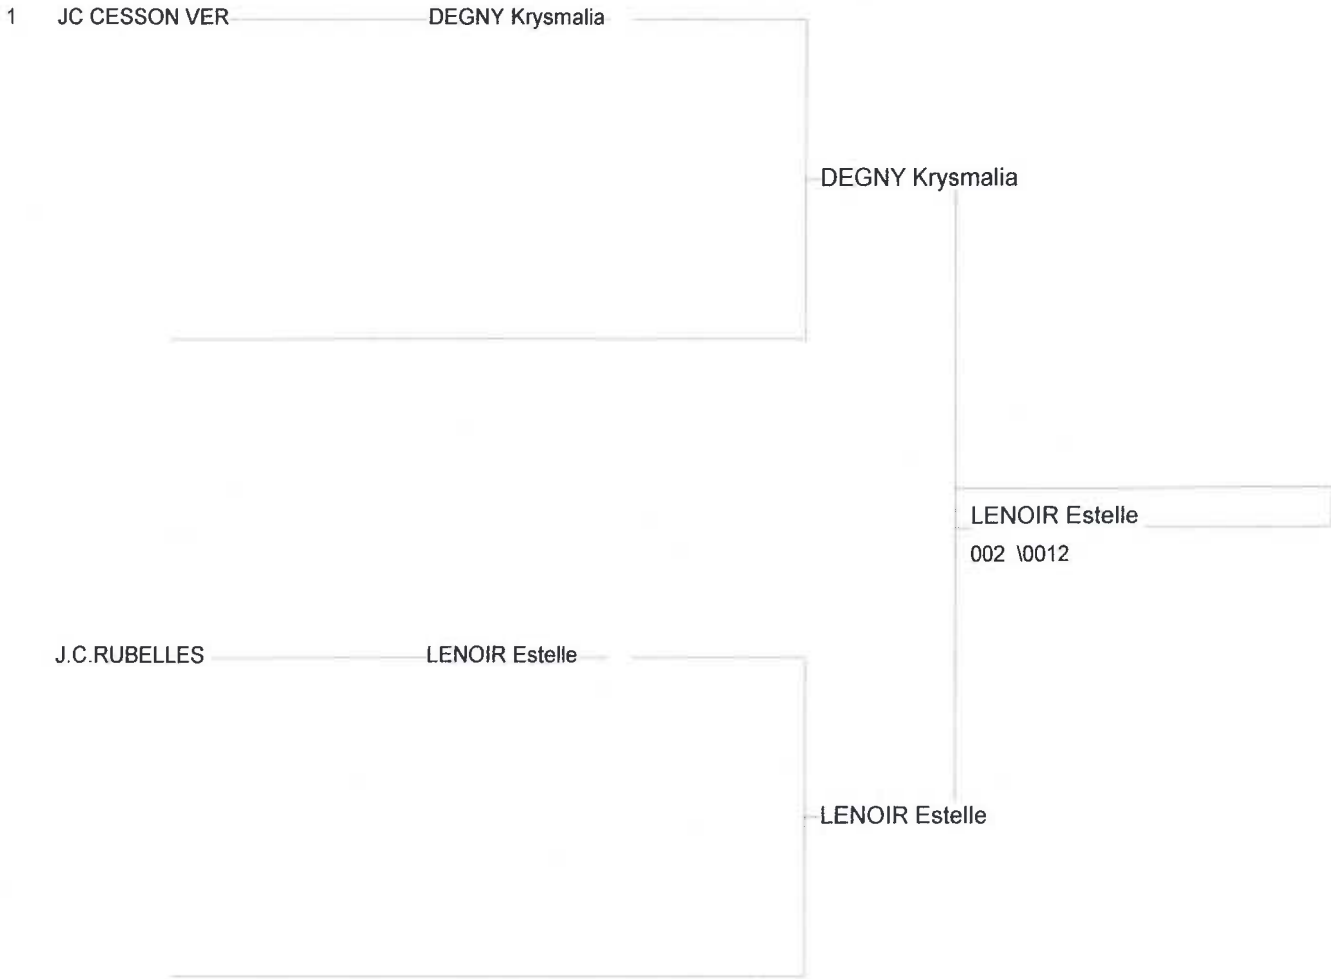 1 JC CESSON VER DEGNY Krysmalia
DEGNY Krysmalia
LENOIR Estelle
002 \0012
J.C.RUBELLES LENOIR Estelle
LENOIR Estelle